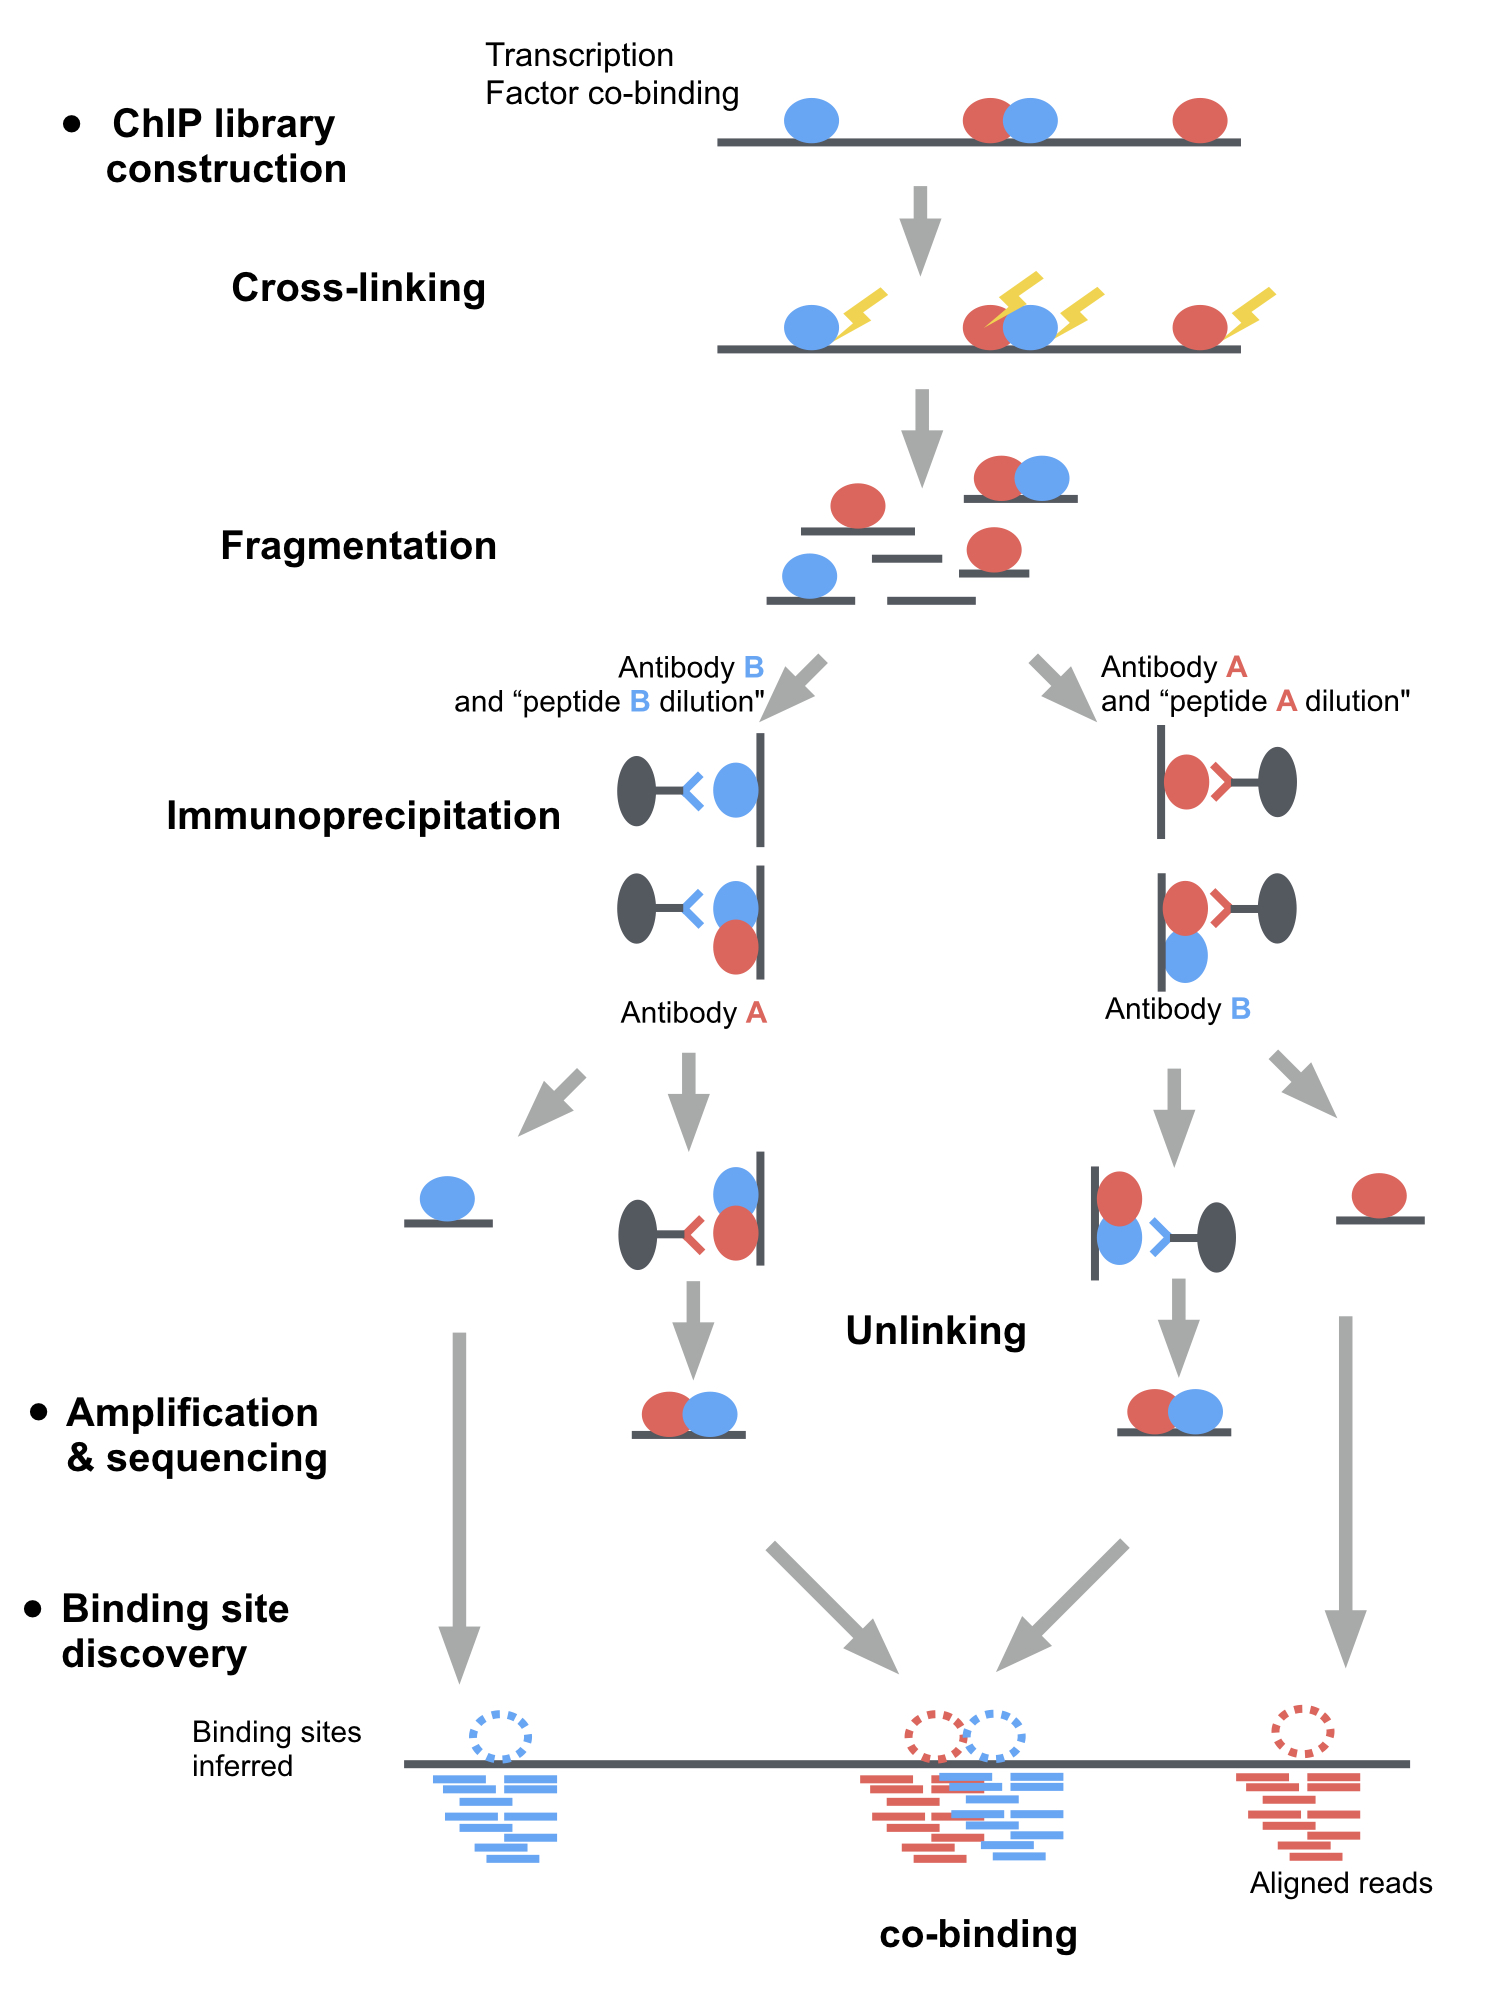 Transcription
Factor co-binding
• ChIP library
construction
Cross-linking
Fragmentation
Antibody B
and “peptide B dilution"
Antibody A
and “peptide A dilution"
Immunoprecipitation
Antibody A
Antibody B
Unlinking
• Amplification
& sequencing
• Binding site
discovery
Binding sites
inferred
Aligned reads
co-binding